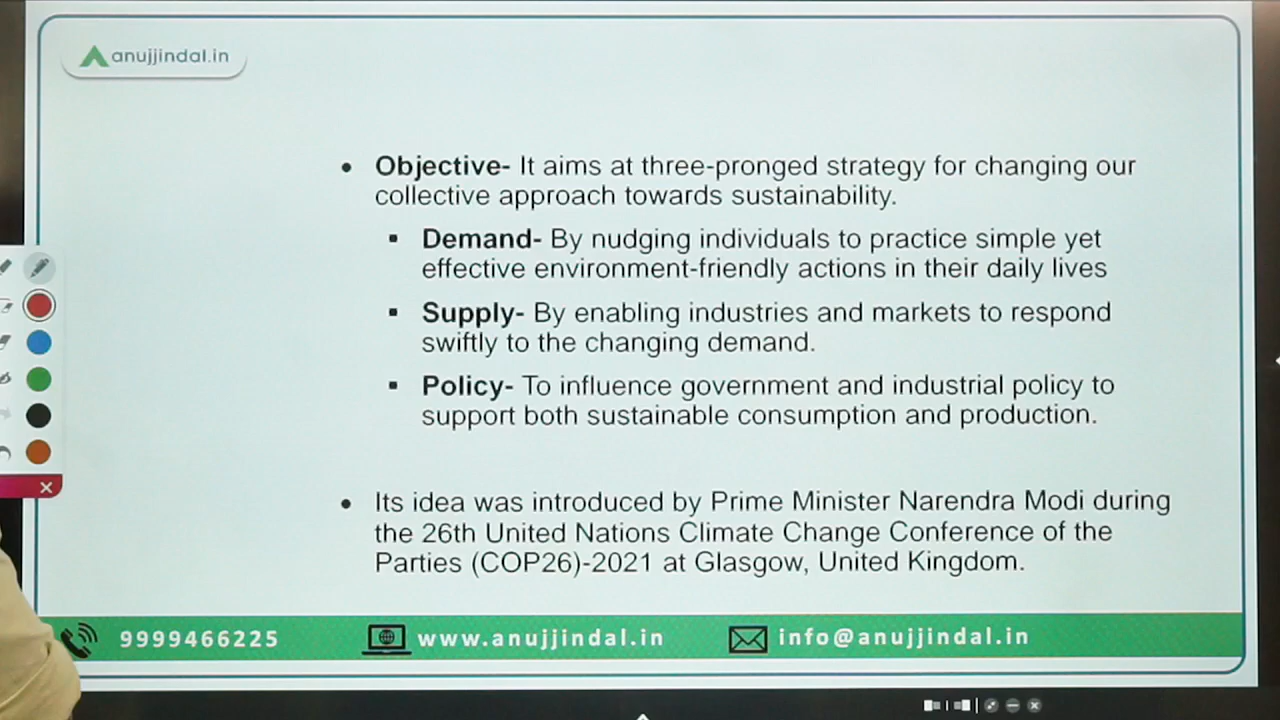 anujjindal.in
• Objective- It aims at three-pronged strategy for changing our
collective approach towards sustainability.
▪ Demand- By nudging individuals to practice simple yet
effective environment-friendly actions in their daily lives
▪ Supply- By enabling industries and markets to respond
swiftly to the changing demand.
▪ Policy- To influence government and industrial policy to
support both sustainable consumption and production.
• Its idea was introduced by Prime Minister Narendra Modi during
the 26th United Nations Climate Change Conference of the
Parties (COP26)-2021 at Glasgow, United Kingdom.
9999466225 www.anujjindal.in info@anujjindal.in